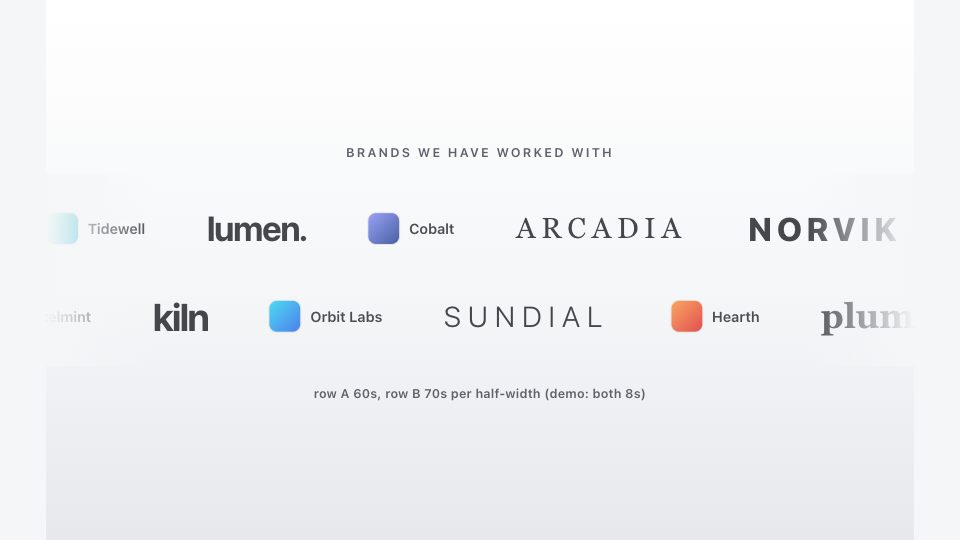 BRANDS WE HAVE WORKED WITH
Tidewell lumen. Cobalt ARCADIA NORVIK
kiln Orbit Labs SUNDIAL Hearth
row A 60s, row B 70s per half-width (demo: both 8s)